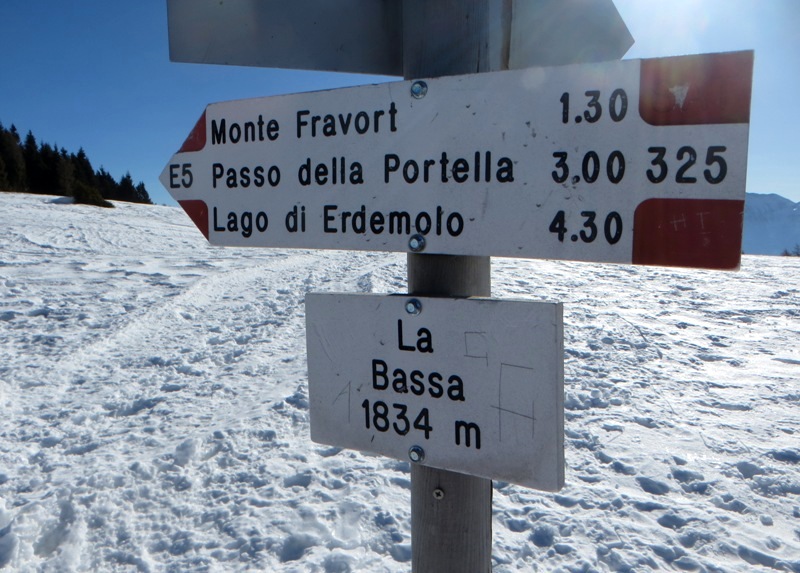 Monte Fravort 1.30
E5 Passo della Portella 3.00 325
Lago di Erdemolo 4.30
La
Bassa
1834 m